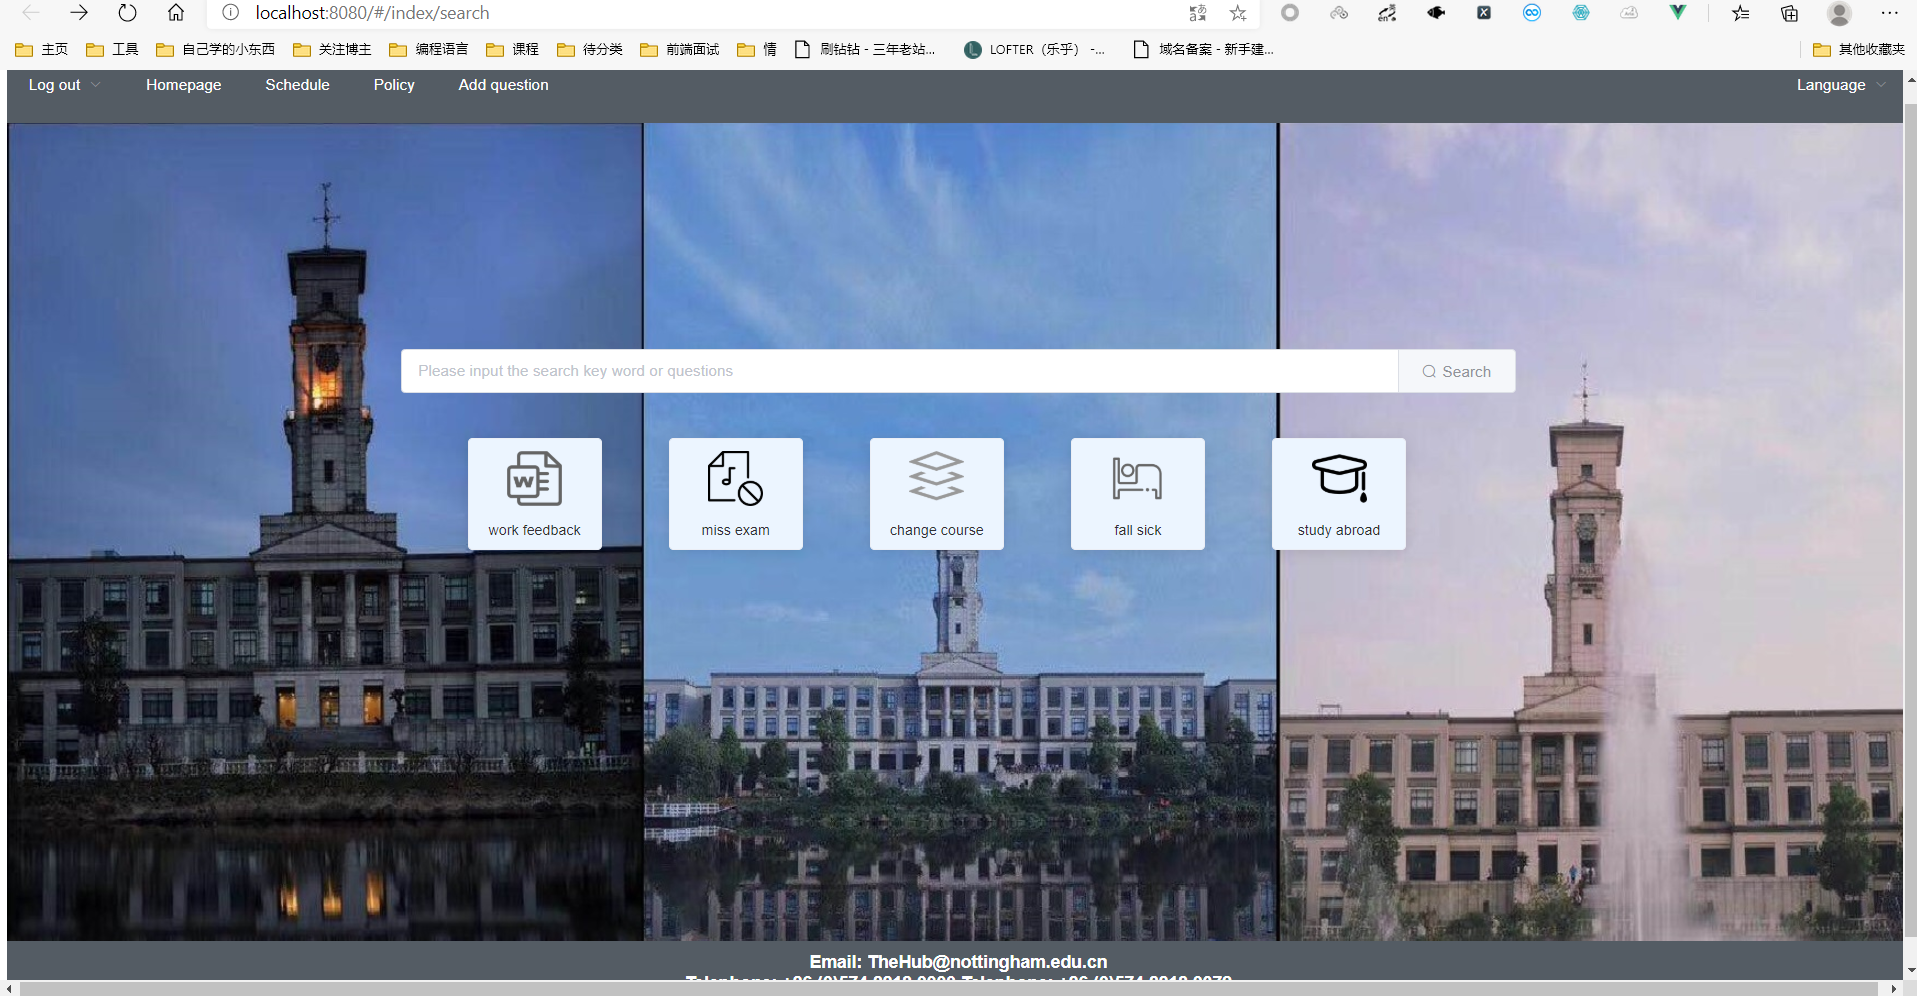 localhost:8080/#/index/search
主页 工具 自己学的小东西 关注博主 编程语言 课程 待分类 前端面试 情 刷钻钻 - 三年老站... LOFTER（乐乎） -... 域名备案 - 新手建... 其他收藏夹
Log out Homepage Schedule Policy Add question Language
Please input the search key word or questions Search
work feedback miss exam change course fall sick study abroad
Email: TheHub@nottingham.edu.cn